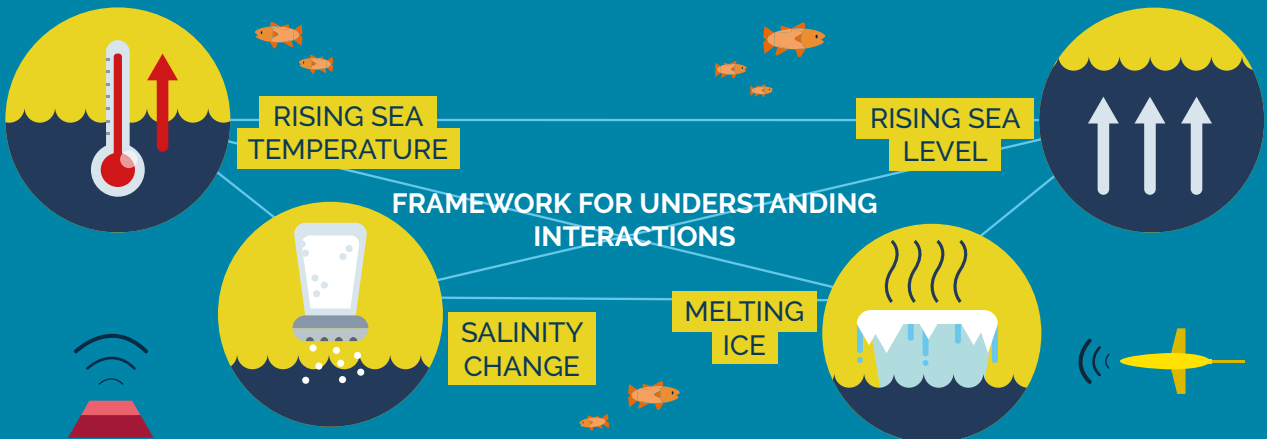 RISING SEA
TEMPERATURE
RISING SEA
LEVEL
FRAMEWORK FOR UNDERSTANDING
INTERACTIONS
SALINITY
CHANGE
MELTING
ICE